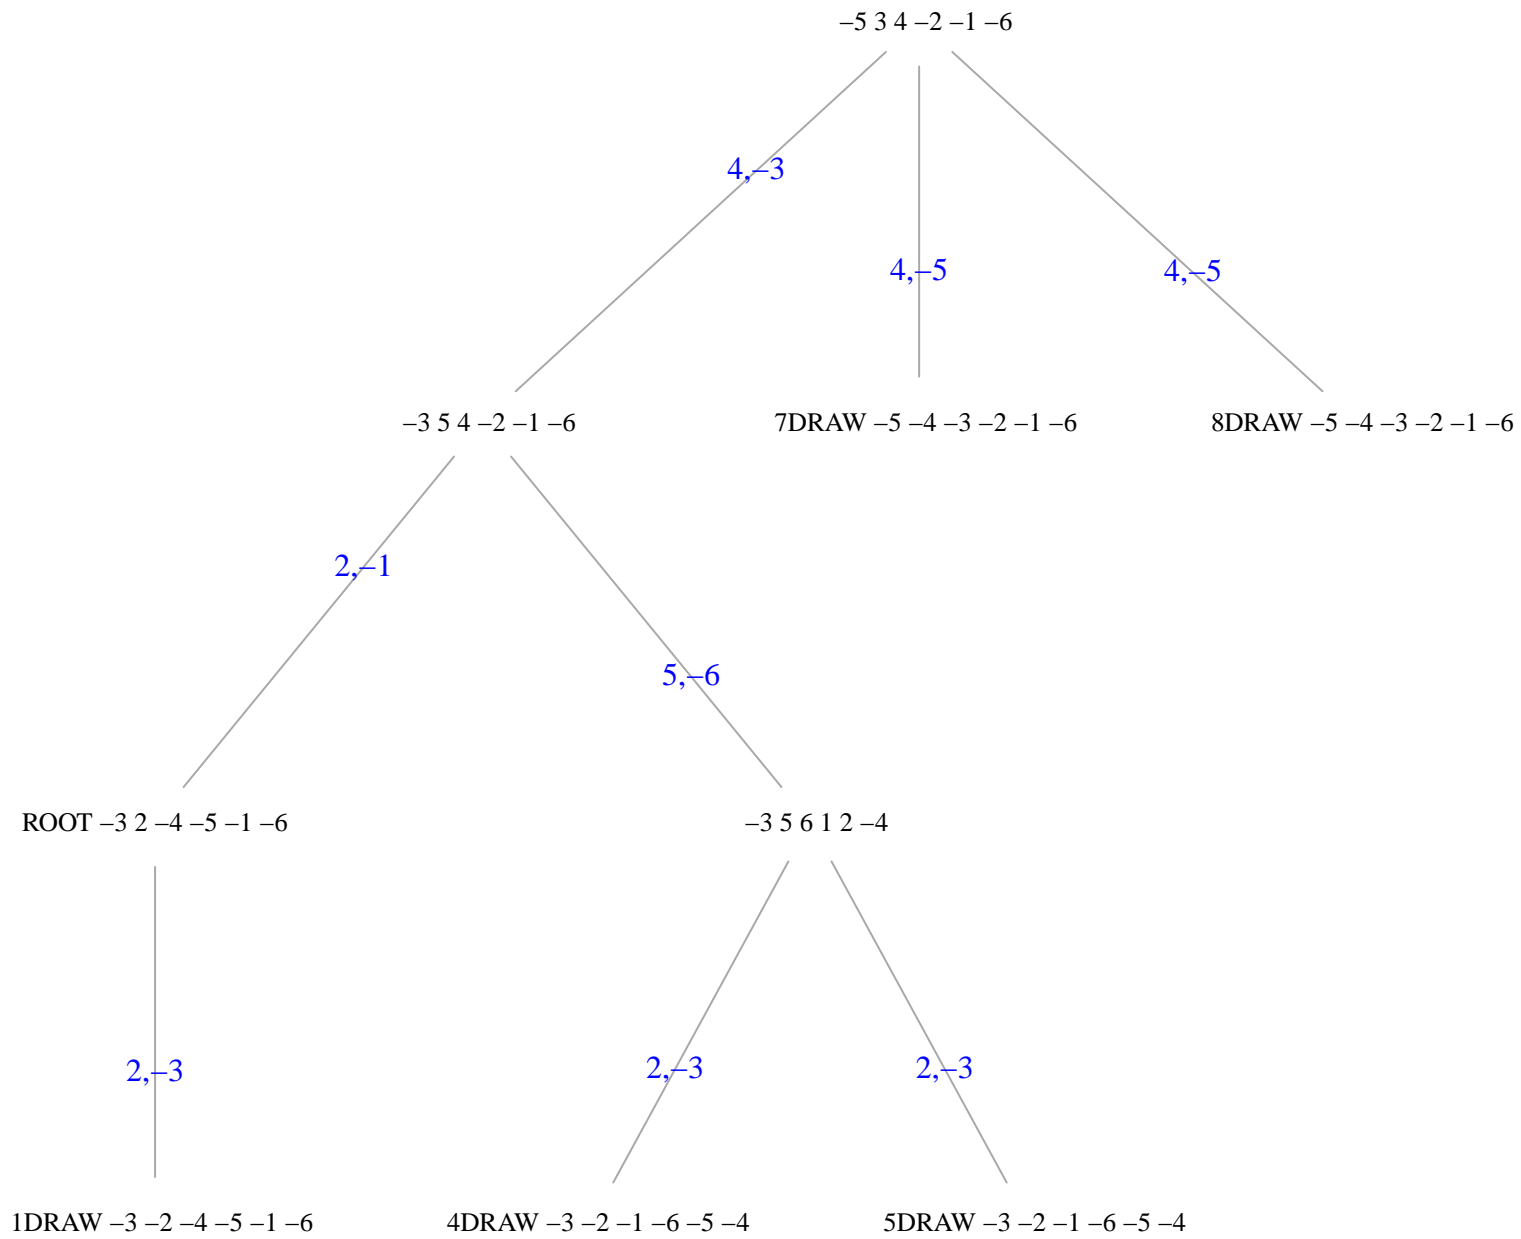 –5 3 4 –2 –1 –6
4,–3
4,–5
4,–5
–3 5 4 –2 –1 –6
7DRAW –5 –4 –3 –2 –1 –6
8DRAW –5 –4 –3 –2 –1 –6
2,–1
5,–6
ROOT –3 2 –4 –5 –1 –6
–3 5 6 1 2 –4
2,–3
2,–3
2,–3
1DRAW –3 –2 –4 –5 –1 –6
4DRAW –3 –2 –1 –6 –5 –4
5DRAW –3 –2 –1 –6 –5 –4